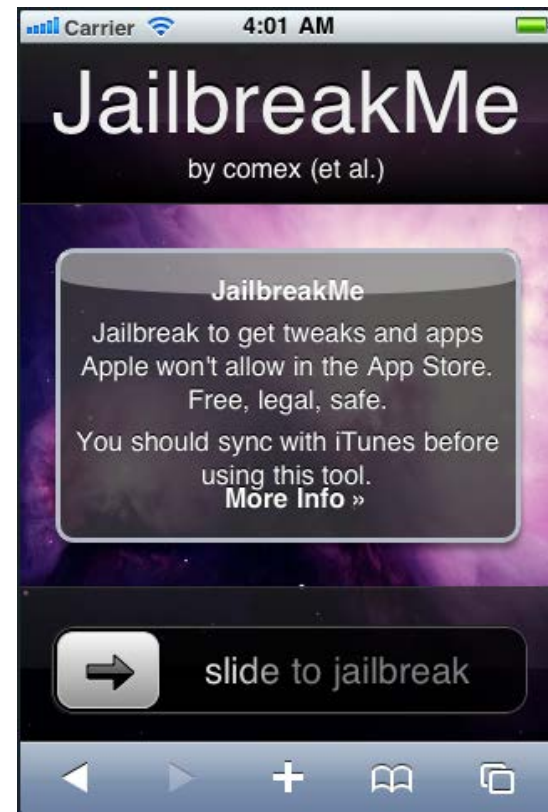 Carrier 4:01 AM
JailbreakMe
by comex (et al.)
JailbreakMe
Jailbreak to get tweaks and apps
Apple won't allow in the App Store.
Free, legal, safe.
You should sync with iTunes before
using this tool.
More Info »
slide to jailbreak